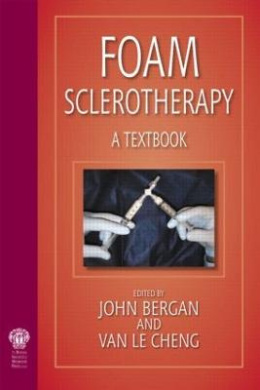 FOAM
SCLEROTHERAPY
A TEXTBOOK
EDITED BY
JOHN BERGAN
AND
VAN LE CHENG